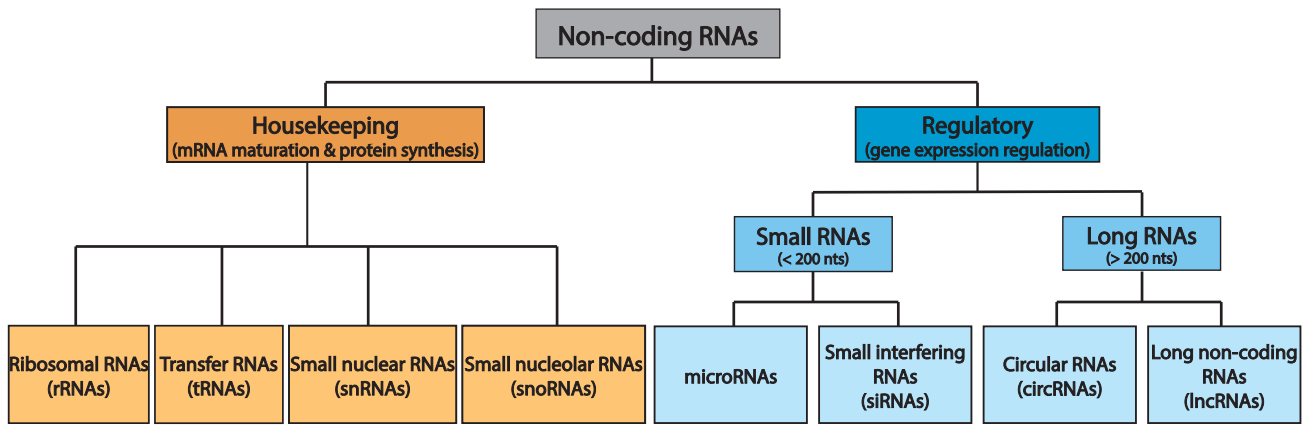 Non-coding RNAs
Housekeeping
(mRNA maturation & protein synthesis)
Regulatory
(gene expression regulation)
Small RNAs
(< 200 nts)
Long RNAs
(> 200 nts)
Ribosomal RNAs
(rRNAs)
Transfer RNAs
(tRNAs)
Small nuclear RNAs
(snRNAs)
Small nucleolar RNAs
(snoRNAs)
microRNAs
Small interfering
RNAs
(siRNAs)
Circular RNAs
(circRNAs)
Long non-coding
RNAs
(lncRNAs)